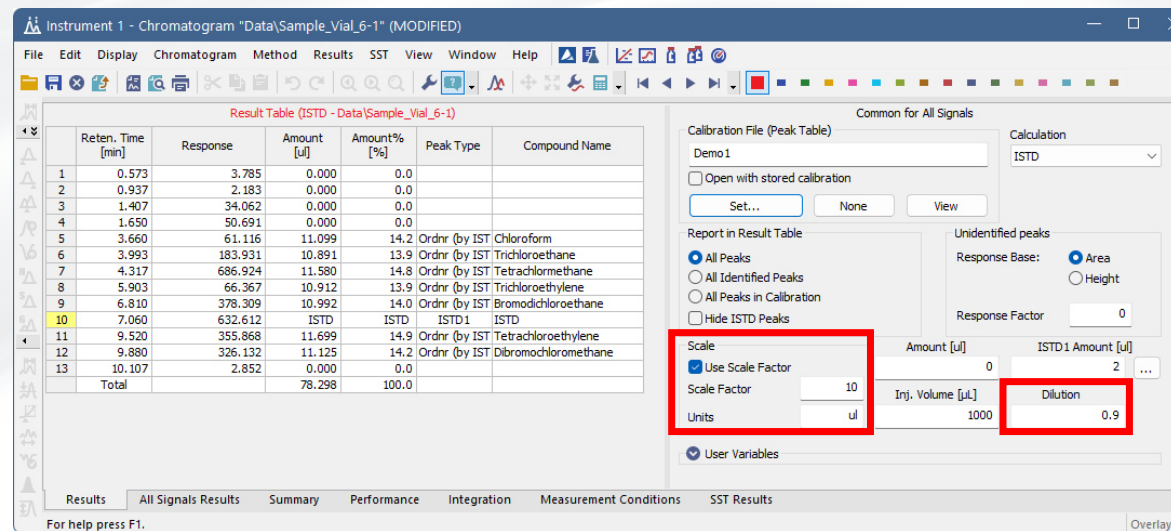 Instrument 1 - Chromatogram "Data\Sample_Vial_6-1" (MODIFIED)
File Edit Display Chromatogram Method Results SST View Window Help
Result Table (ISTD - Data\Sample_Vial_6-1)
Reten. Time [min] Response Amount [ul] Amount% [%] Peak Type Compound Name
1 0.573 3.785 0.000 0.0
2 0.937 2.183 0.000 0.0
3 1.407 34.062 0.000 0.0
4 1.650 50.691 0.000 0.0
5 3.660 61.116 11.099 14.2 Ordnr (by IST Chloroform
6 3.993 183.931 10.891 13.9 Ordnr (by IST Trichloroethane
7 4.317 686.924 11.580 14.8 Ordnr (by IST Tetrachlormethane
8 5.903 66.367 10.912 13.9 Ordnr (by IST Trichloroethylene
9 6.810 378.309 10.992 14.0 Ordnr (by IST Bromodichloroethane
10 7.060 632.612 ISTD ISTD ISTD1 ISTD
11 9.520 355.868 11.699 14.9 Ordnr (by IST Tetrachloroethylene
12 9.880 326.132 11.125 14.2 Ordnr (by IST Dibromochloromethane
13 10.107 2.852 0.000 0.0
Total 78.298 100.0
Common for All Signals
Calibration File (Peak Table)
Demo1
Open with stored calibration
Set... None View
Calculation
ISTD
Report in Result Table
All Peaks
All Identified Peaks
All Peaks in Calibration
Hide ISTD Peaks
Unidentified peaks
Response Base: Area
Height
Response Factor 0
Scale
Use Scale Factor
Scale Factor 10
Units ul
Amount [ul] ISTD1 Amount [ul]
0 2 ...
Inj. Volume [µL] Dilution
1000 0.9
User Variables
Results All Signals Results Summary Performance Integration Measurement Conditions SST Results
For help press F1. Overlay